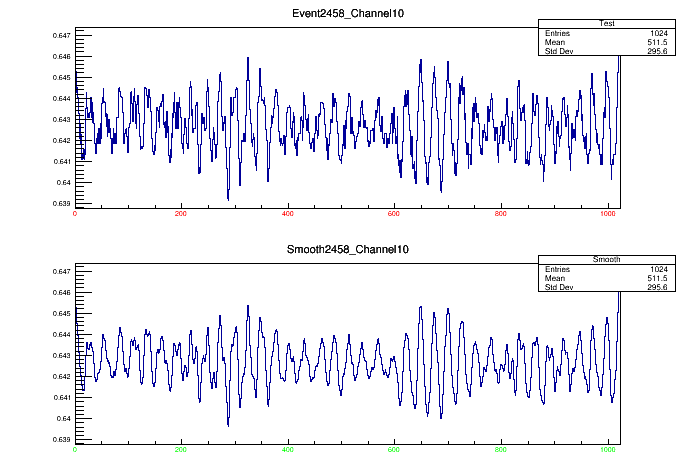 Event2458_Channel10
Test
Entries 1024
Mean 511.5
Std Dev 295.6
0.647
0.646
0.645
0.644
0.643
0.642
0.641
0.64
0.639
0 200 400 600 800 1000
Smooth2458_Channel10
Smooth
Entries 1024
Mean 511.5
Std Dev 295.6
0.647
0.646
0.645
0.644
0.643
0.642
0.641
0.64
0.639
0 200 400 600 800 1000